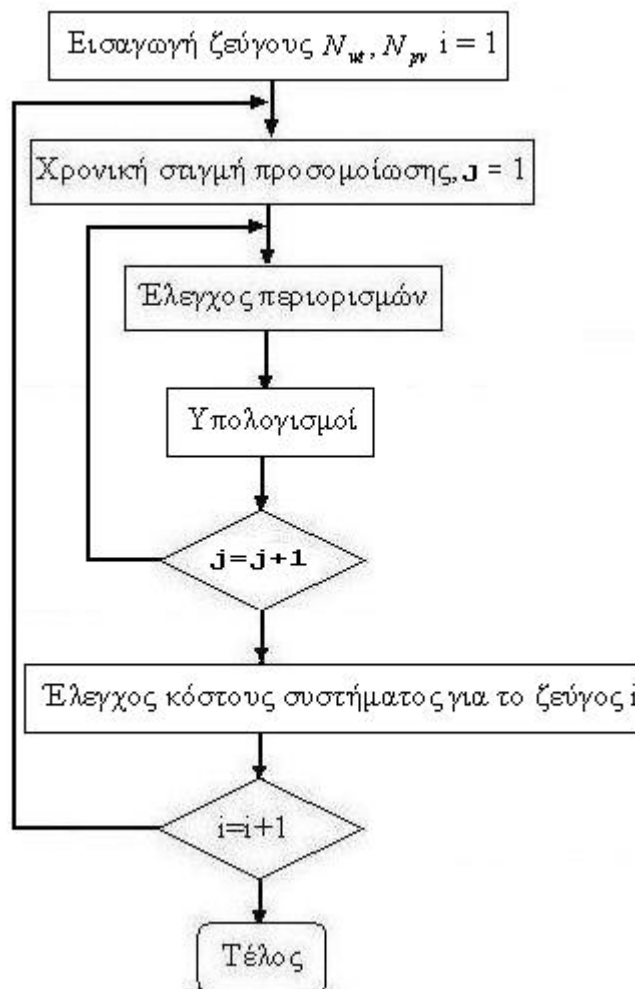 Εισαγωγή ζεύγους N_wt, N_pv i = 1
Χρονική στιγμή προσομοίωσης, j = 1
Έλεγχος περιορισμών
Υπολογισμοί
j=j+1
Έλεγχος κόστους συστήματος για το ζεύγος i
i=i+1
Τέλος